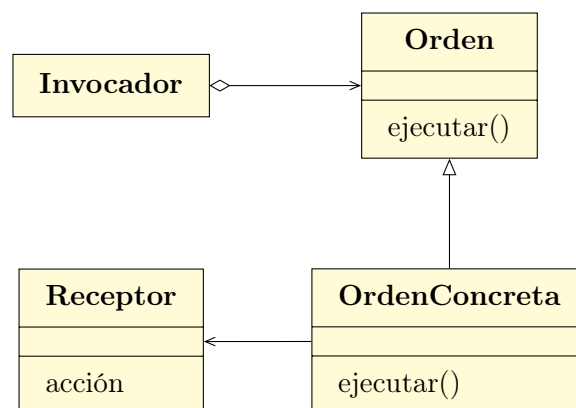 Orden
Invocador
ejecutar()
Receptor
OrdenConcreta
acción
ejecutar()